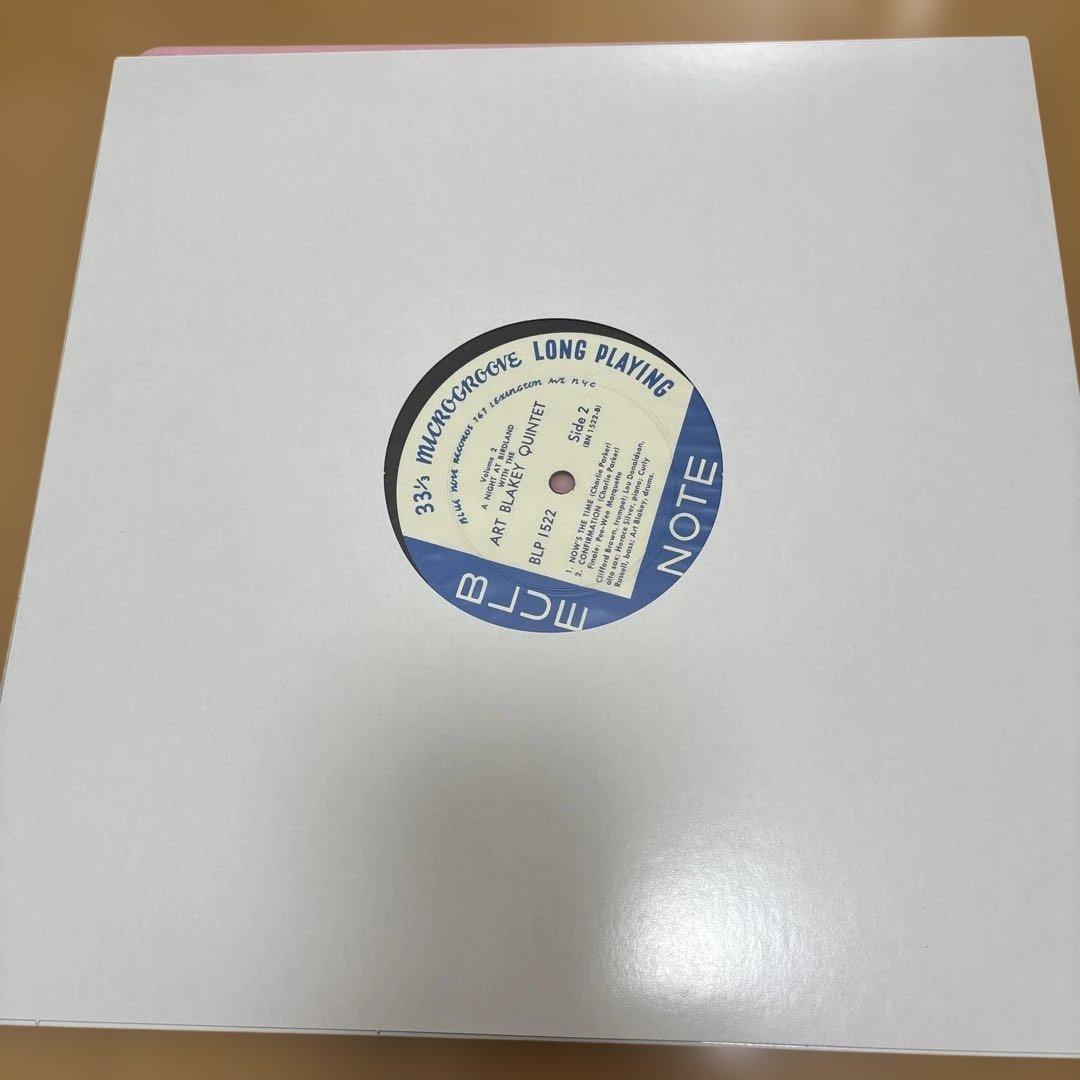 33⅓ MICROGROOVE LONG PLAYING
BLUE NOTE RECORDS 767 LEXINGTON AVE NYC
Volume 2
A NIGHT AT BIRDLAND
WITH THE
ART BLAKEY QUINTET
BLP 1522
Side 2
(BN 1522-B)
1. NOW'S THE TIME (Charlie Parker)
2. CONFIRMATION (Charlie Parker)
Finale: Pee-Wee Marquette
Clifford Brown, trumpet; Lou Donaldson,
alto sax; Horace Silver, piano; Curly
Russell, bass; Art Blakey, drums
BLUE NOTE